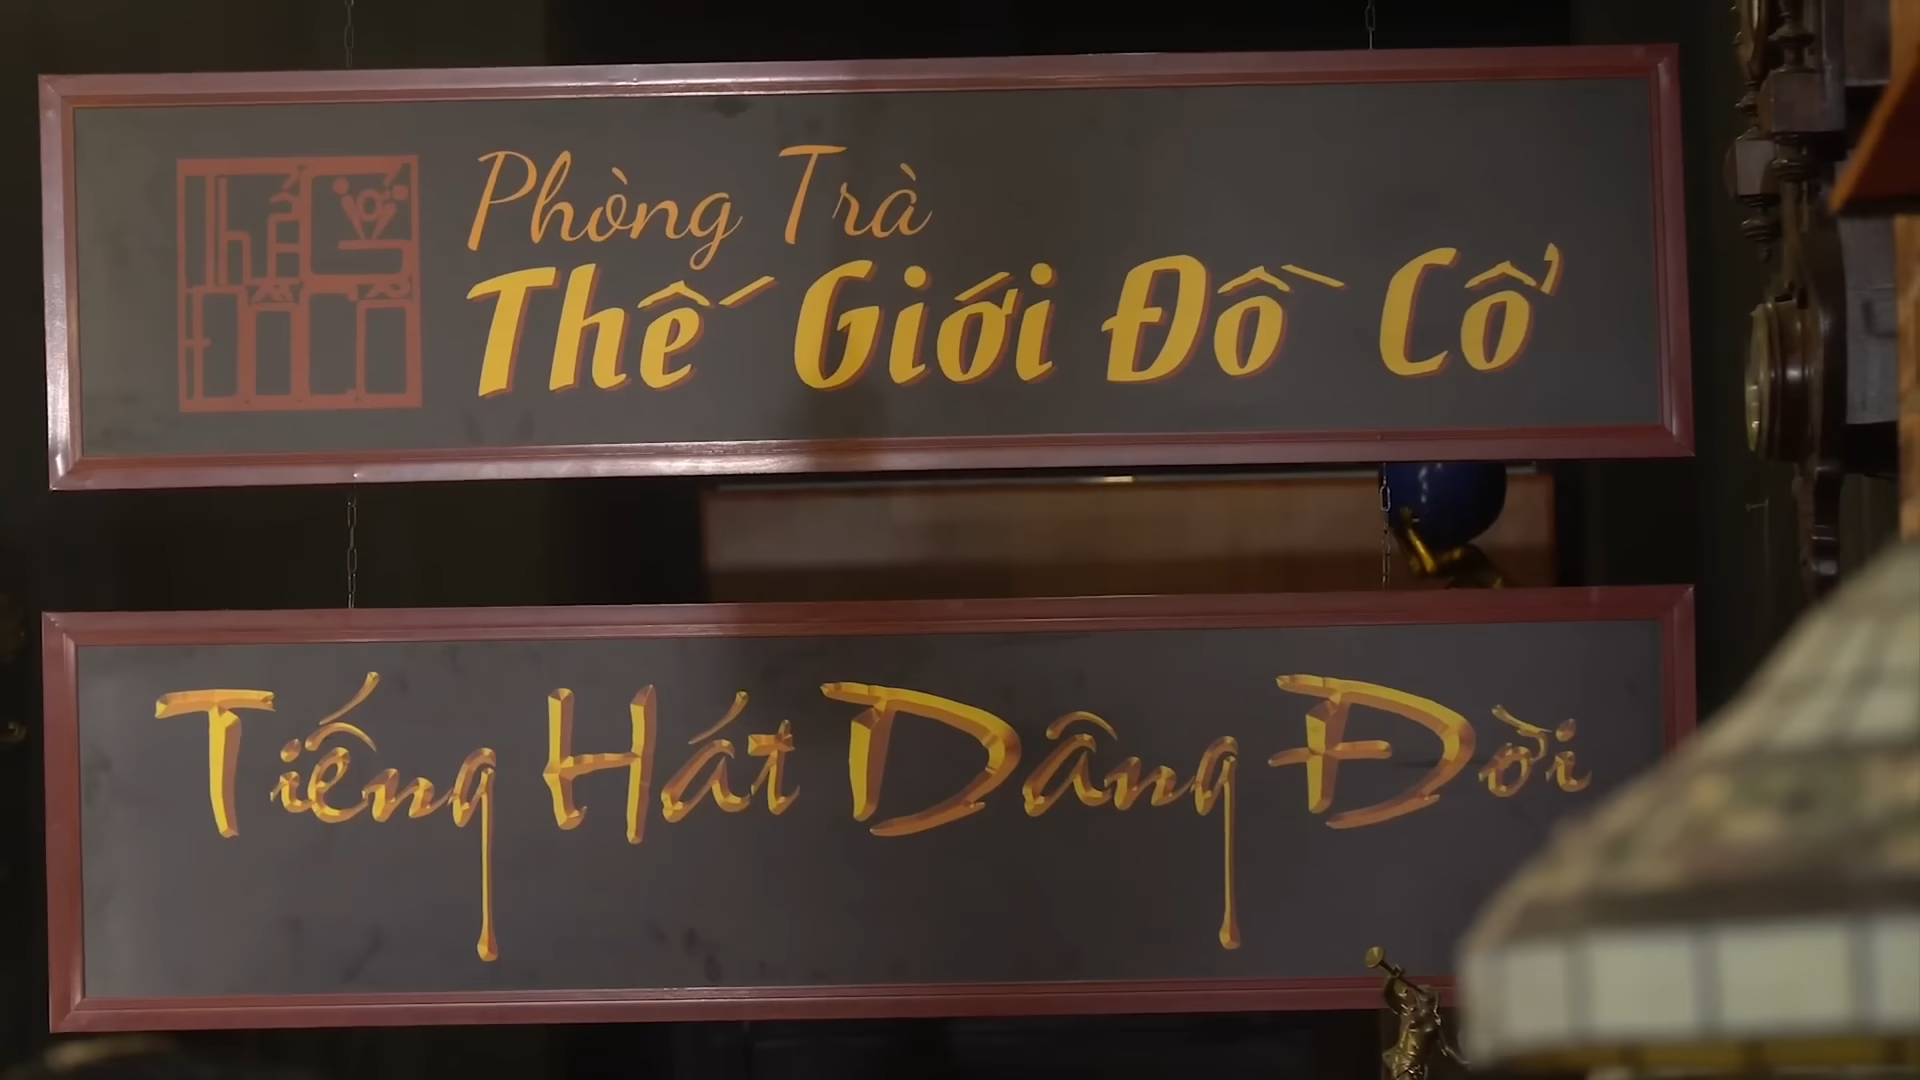 Phòng Trà
Thế Giới Đồ Cổ
Tiếng Hát Dâng Đời